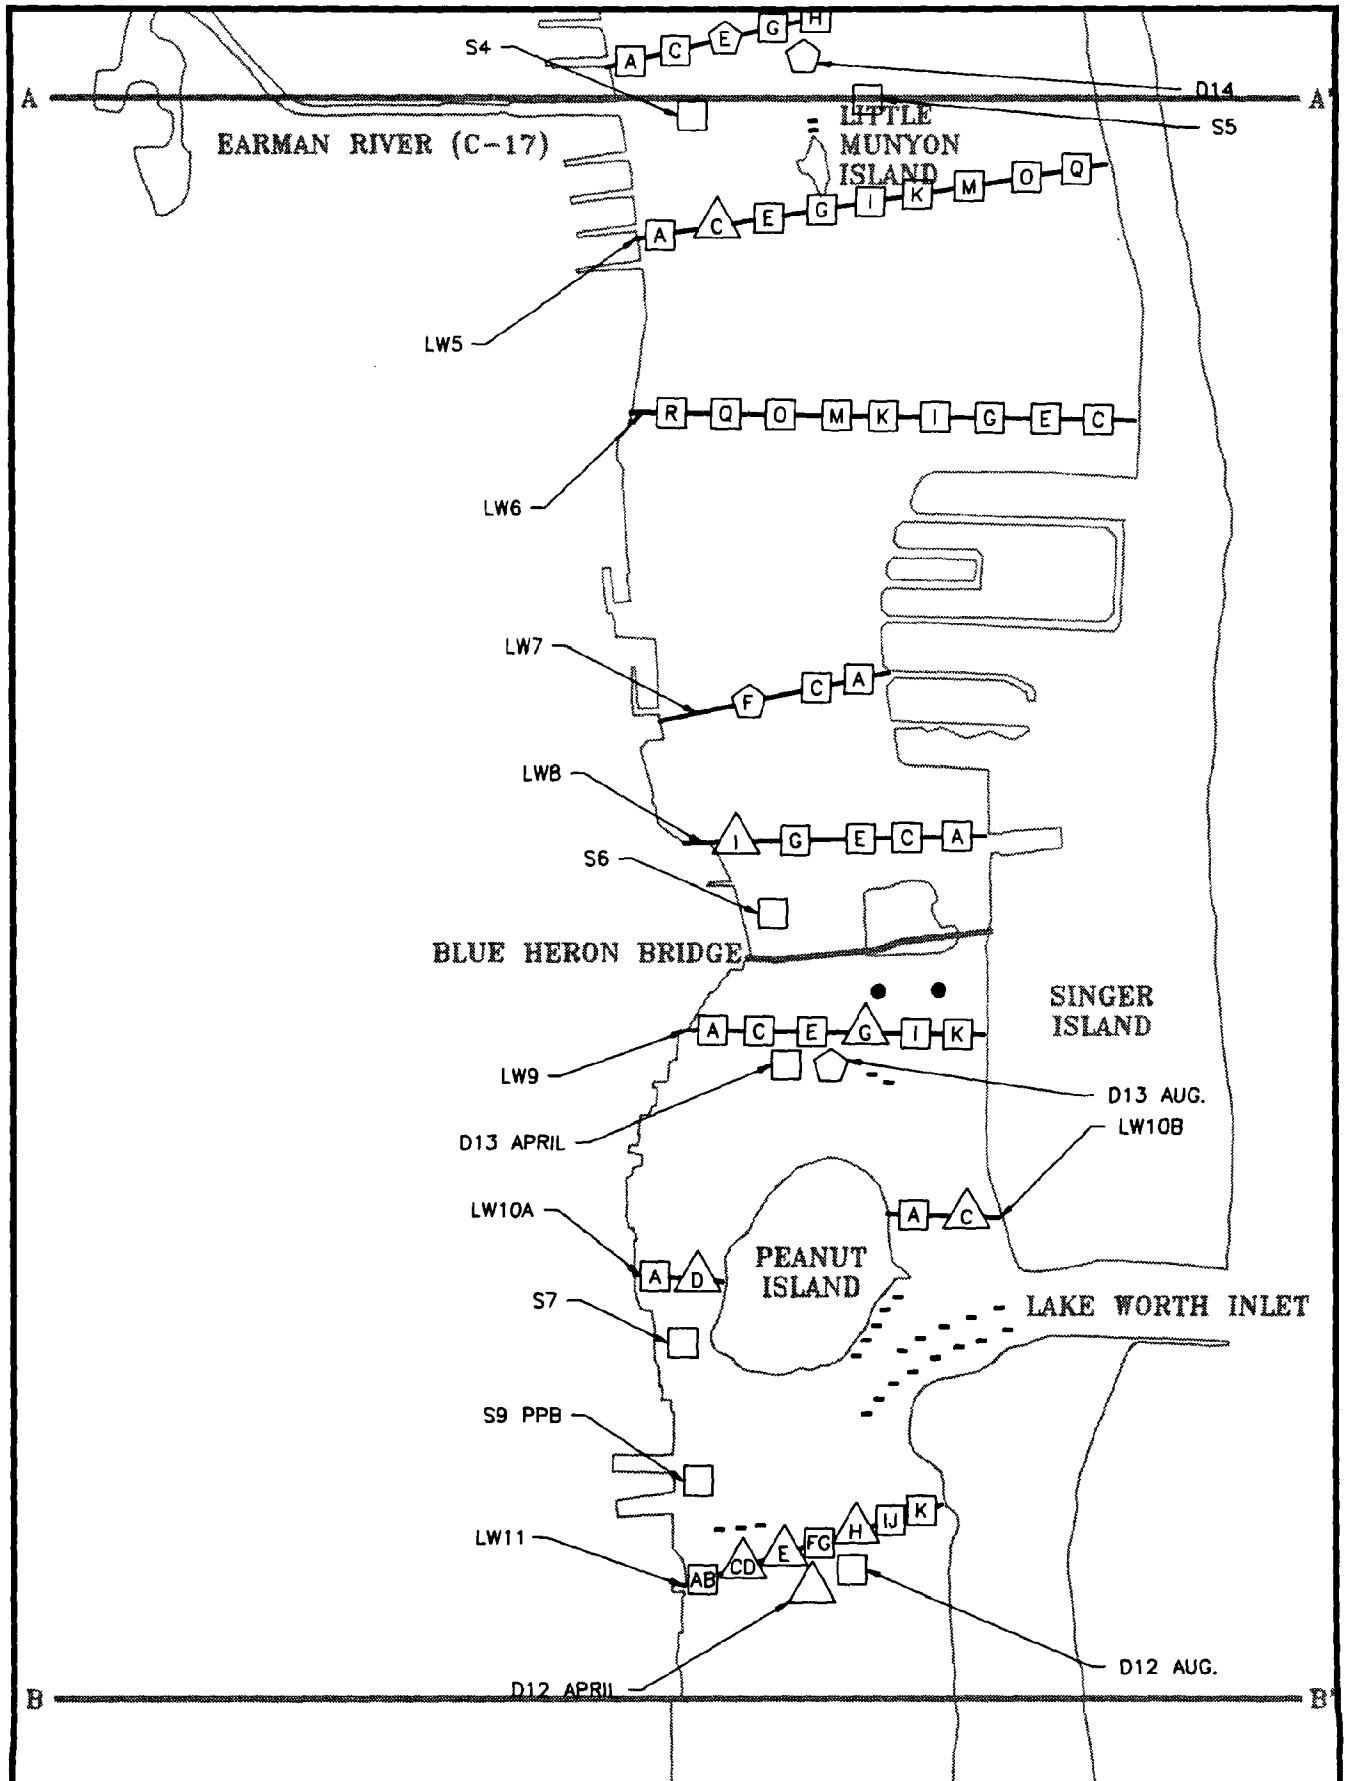 A C E G H
S4
D14
A A'
S5
EARMAN RIVER (C-17)
LITTLE
MUNYON
ISLAND
A C E G I K M O Q
LW5
R Q O M K I G E C
LW6
LW7
F C A
LW8
I G E C A
S6
BLUE HERON BRIDGE
SINGER
ISLAND
A C E G I K
LW9
D13 AUG.
D13 APRIL
LW10B
LW10A
A C
PEANUT
ISLAND
A D
S7
LAKE WORTH INLET
S9 PPB
LW11
AB CD E FG H IJ K
D12 AUG.
D12 APRIL
B B'